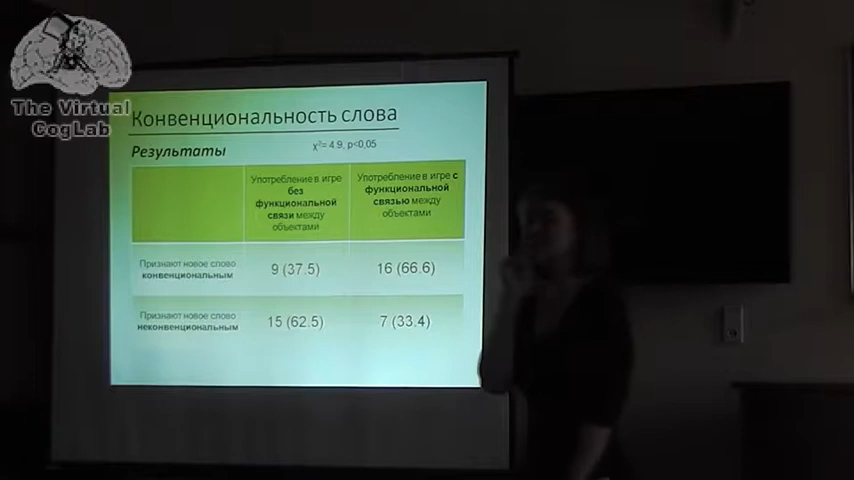 The Virtual
CogLab
Конвенциональность слова
Результаты
χ²= 4.9, p<0,05
Употребление в игре
без
функциональной
связи между
объектами
Употребление в игре с
функциональной
связью между
объектами
Признают новое слово
конвенциональным
9 (37.5)
16 (66.6)
Признают новое слово
неконвенциональным
15 (62.5)
7 (33.4)